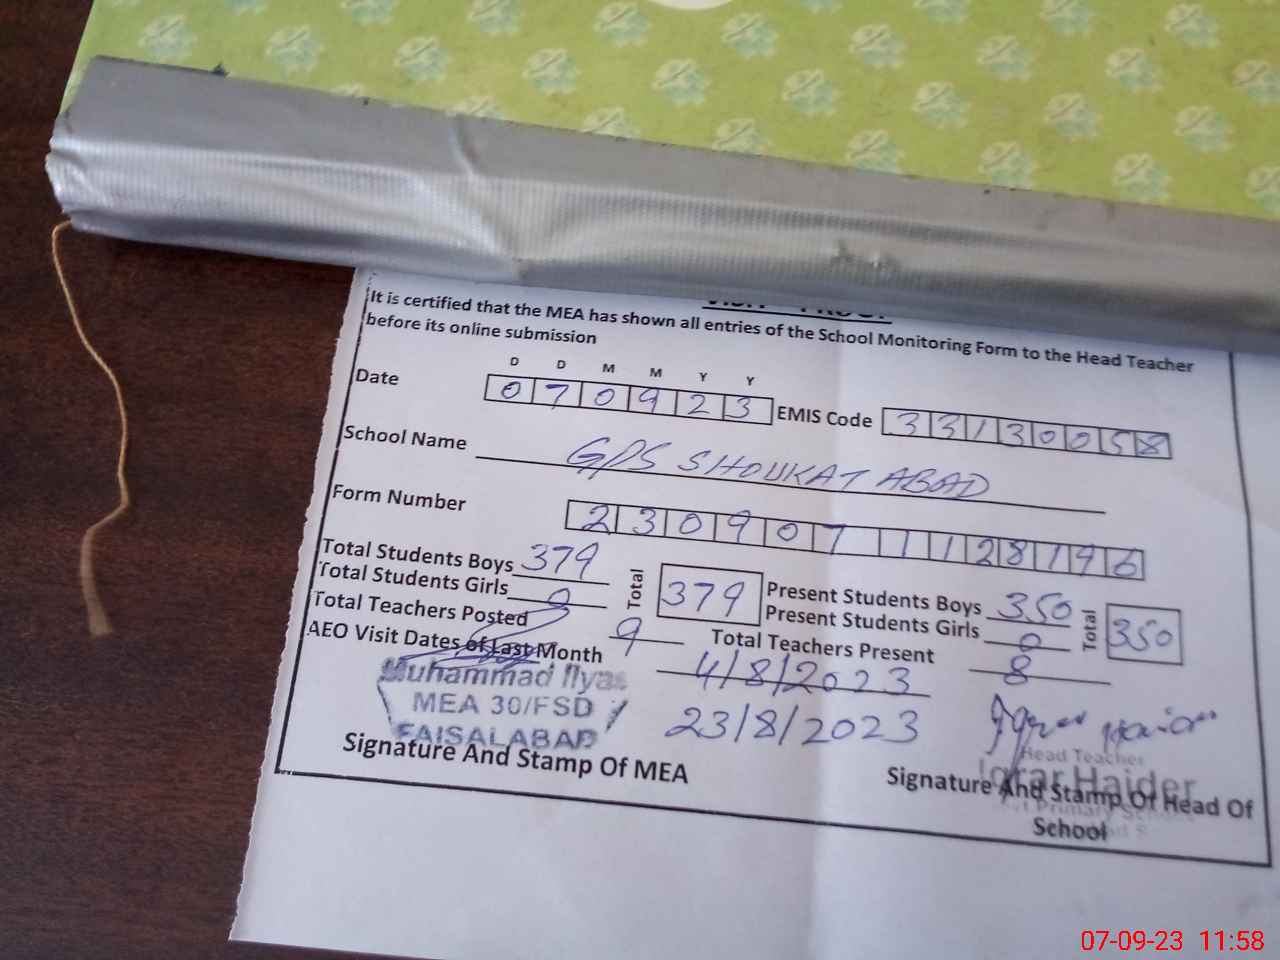 It is certified that the MEA has shown all entries of the School Monitoring Form to the Head Teacher
before its online submission
D D M M Y Y
Date 0 7 0 9 2 3 EMIS Code 3 3 1 3 0 0 5 8
School Name GPS SHOUKAT ABAD
Form Number 2 3 0 9 0 7 1 1 2 8 1 9 6
Total Students Boys 379 Total 379 Present Students Boys 350 Total 350
Total Students Girls 0 Present Students Girls 0
Total Teachers Posted 9 Total Teachers Present 8
AEO Visit Dates of Last Month 4/8/2023
23/8/2023
Muhammad Ilyas
MEA 30/FSD
FAISALABAD
Signature And Stamp Of MEA
Head Teacher
Iqrar Haider
Signature And Stamp Of Head Of
School
07-09-23 11:58